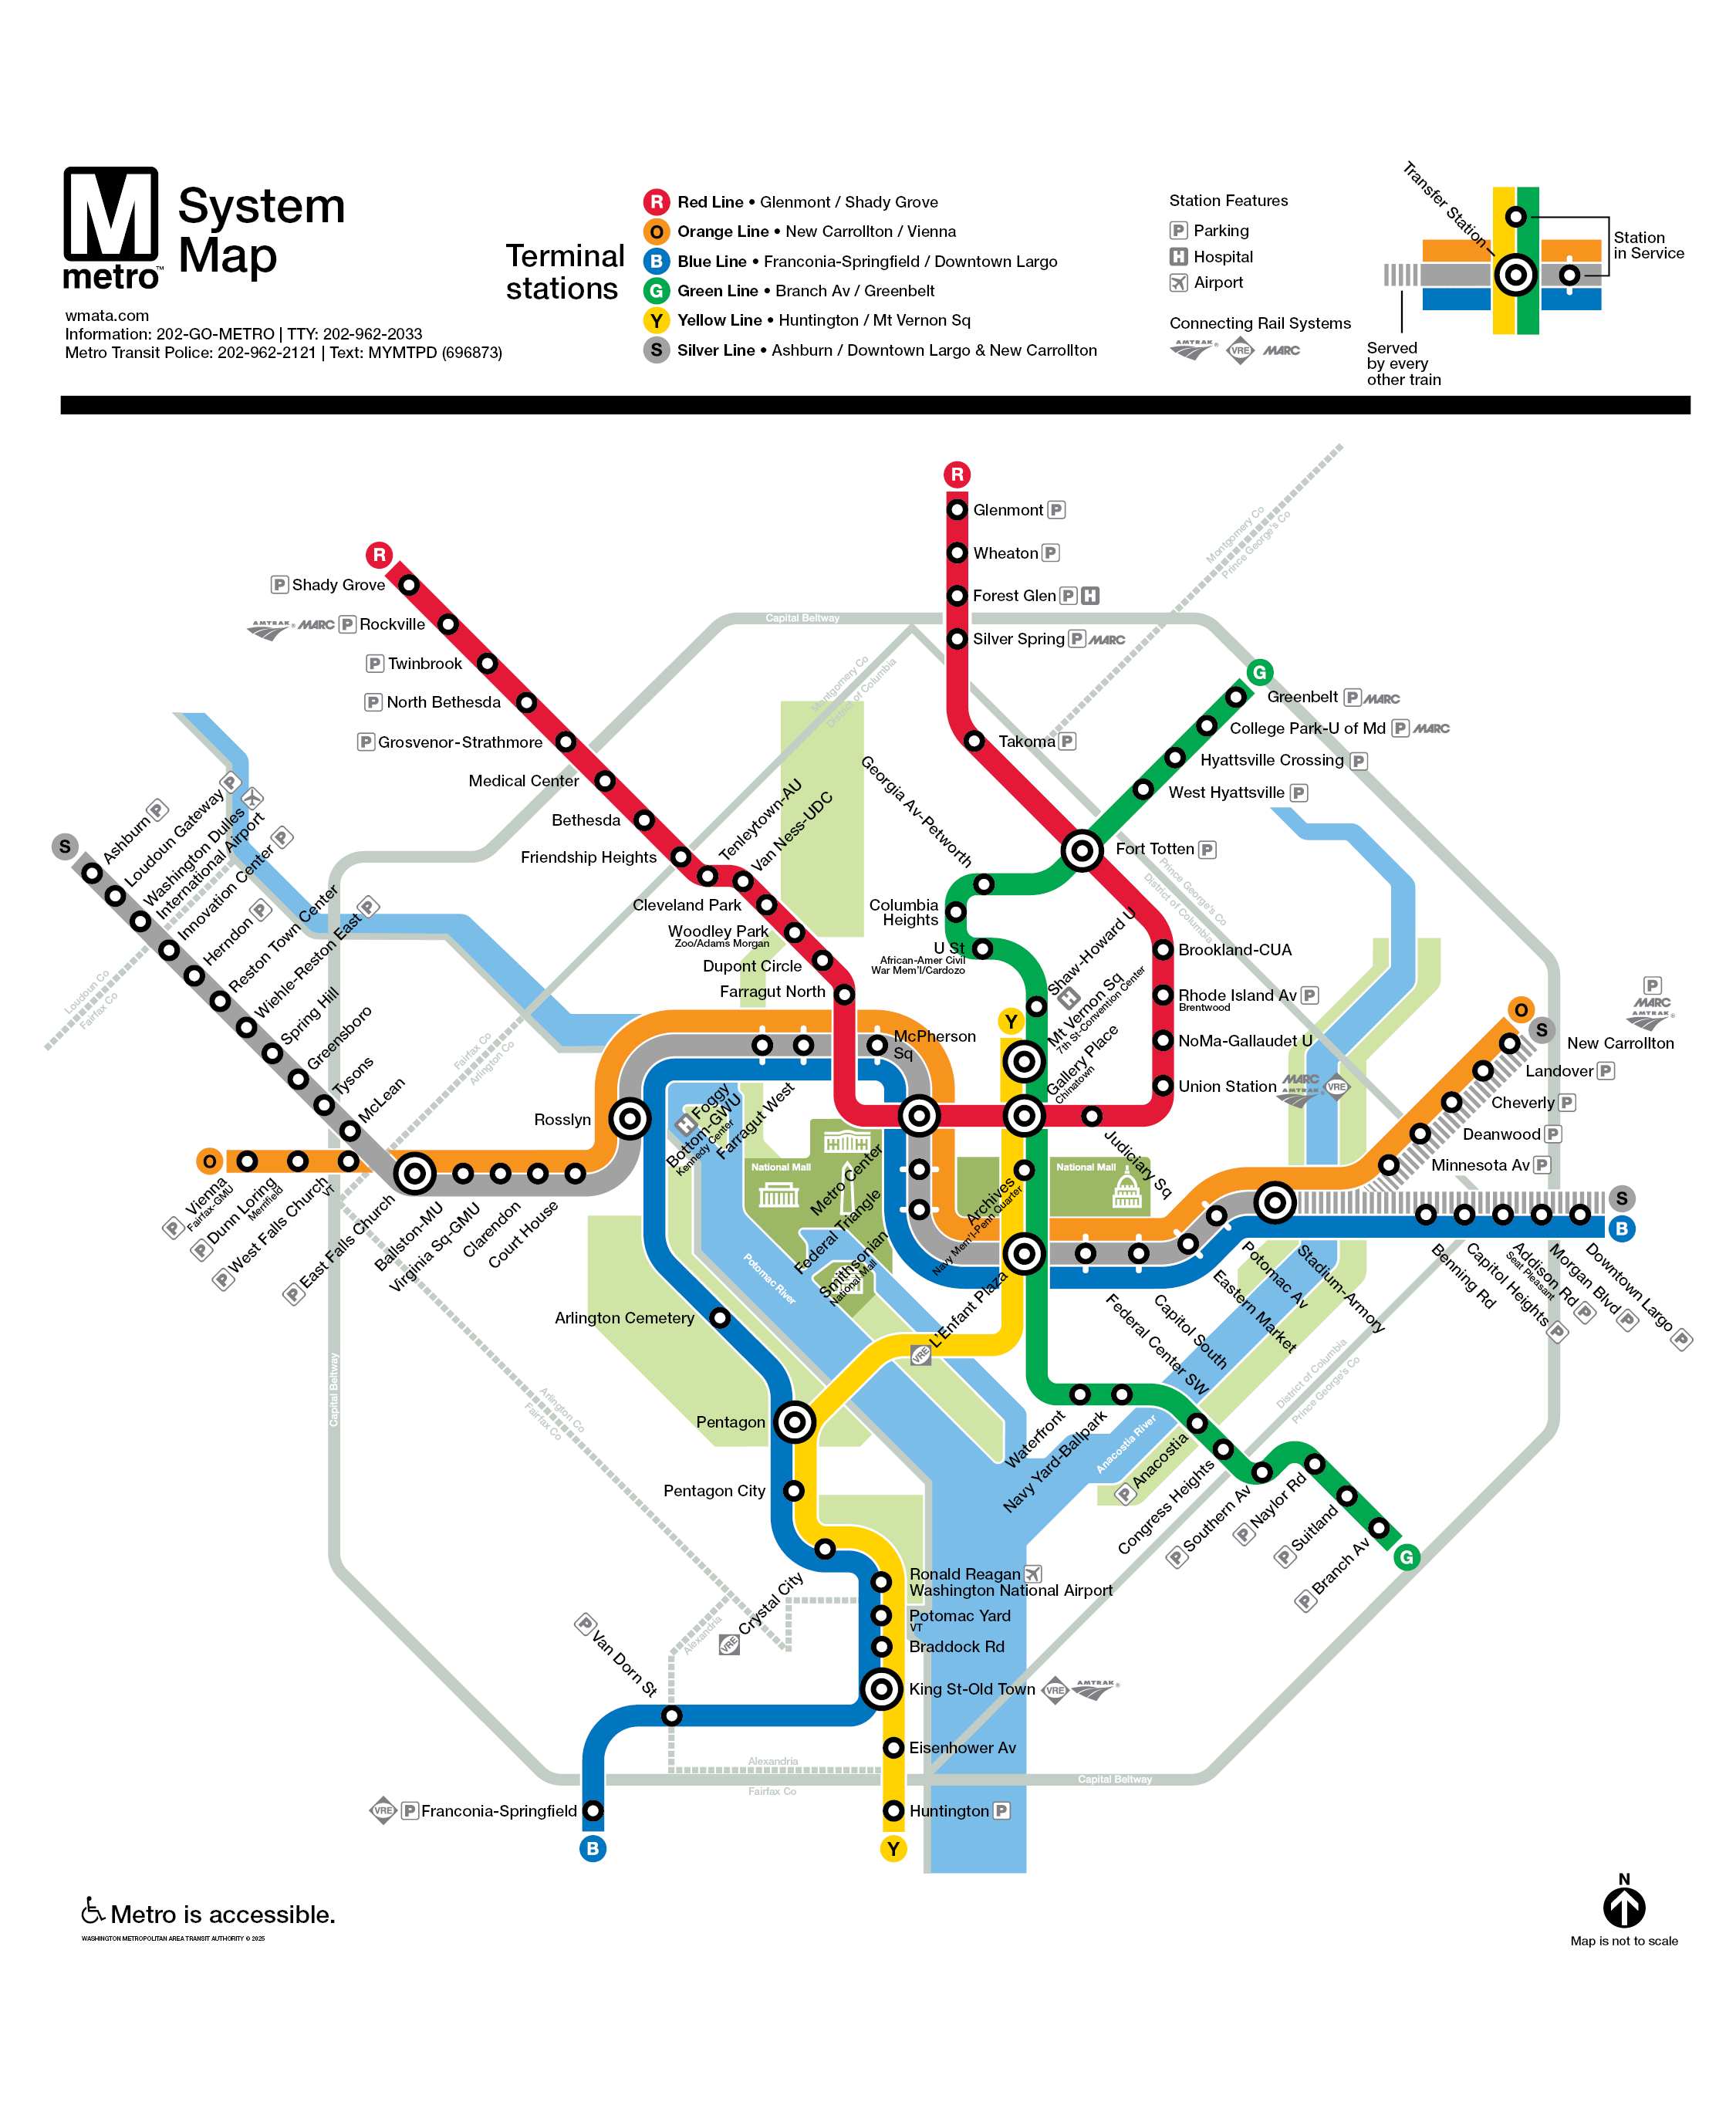 M
metro™
System
Map
wmata.com
Information: 202-GO-METRO | TTY: 202-962-2033
Metro Transit Police: 202-962-2121 | Text: MYMTPD (696873)
Terminal
stations
R Red Line • Glenmont / Shady Grove
O Orange Line • New Carrollton / Vienna
B Blue Line • Franconia-Springfield / Downtown Largo
G Green Line • Branch Av / Greenbelt
Y Yellow Line • Huntington / Mt Vernon Sq
S Silver Line • Ashburn / Downtown Largo & New Carrollton
Station Features
P Parking
H Hospital
Airport
Connecting Rail Systems
AMTRAK® VRE MARC
Transfer Station
Station
in Service
Served
by every
other train
R
Glenmont P
Wheaton P
Forest Glen P H
Silver Spring P MARC
Takoma P
R
P Shady Grove
AMTRAK® MARC P Rockville
P Twinbrook
P North Bethesda
P Grosvenor-Strathmore
Medical Center
Bethesda
Friendship Heights
Tenleytown-AU
Van Ness-UDC
Cleveland Park
Woodley Park
Zoo/Adams Morgan
Dupont Circle
Farragut North
Capital Beltway
Montgomery Co
District of Columbia
Montgomery Co
Prince George's Co
G
Greenbelt P MARC
College Park-U of Md P MARC
Hyattsville Crossing P
West Hyattsville P
Fort Totten P
Prince George's Co
District of Columbia
Georgia Av-Petworth
Columbia
Heights
U St
African-Amer Civil
War Mem'l/Cardozo
Shaw-Howard U
H
Y
Mt Vernon Sq
7th St-Convention Center
Gallery Place
Chinatown
Brookland-CUA
Rhode Island Av P
Brentwood
NoMa-Gallaudet U
Union Station MARC AMTRAK VRE
Judiciary Sq
S
Ashburn P
Loudoun Gateway P
Washington Dulles
International Airport
Innovation Center P
Herndon P
Reston Town Center
Wiehle-Reston East P
Spring Hill
Greensboro
Tysons
McLean
Loudoun Co
Fairfax Co
Fairfax Co
Arlington Co
O
P Vienna
Fairfax-GMU
P Dunn Loring
Merrifield
P West Falls Church
VT
P East Falls Church
Ballston-MU
Virginia Sq-GMU
Clarendon
Court House
Rosslyn
H Foggy
Bottom-GWU
Kennedy Center
Farragut West
McPherson
Sq
Metro Center
Federal Triangle
Smithsonian
National Mall
National Mall
National Mall
Archives
Navy Mem'l-Penn Quarter
VRE L'Enfant Plaza
Federal Center SW
Capitol South
Eastern Market
Potomac Av
Stadium-Armory
O
S
P
MARC
AMTRAK
New Carrollton
Landover P
Cheverly P
Deanwood P
Minnesota Av P
S
B
Benning Rd
Capitol Heights P
Addison Rd P
Seat Pleasant
Morgan Blvd P
Downtown Largo P
Potomac River
Arlington Cemetery
Pentagon
Pentagon City
VRE Crystal City
Ronald Reagan
Washington National Airport
Potomac Yard
VT
Braddock Rd
King St-Old Town VRE AMTRAK
Eisenhower Av
Huntington P
Y
P Van Dorn St
VRE P Franconia-Springfield
B
Capital Beltway
Arlington Co
Fairfax Co
Alexandria
Alexandria
Fairfax Co
Capital Beltway
Waterfront
Navy Yard-Ballpark
Anacostia River
P Anacostia
Congress Heights
P Southern Av
P Naylor Rd
P Suitland
P Branch Av
G
District of Columbia
Prince George's Co
Metro is accessible.
WASHINGTON METROPOLITAN AREA TRANSIT AUTHORITY © 2025
N
Map is not to scale